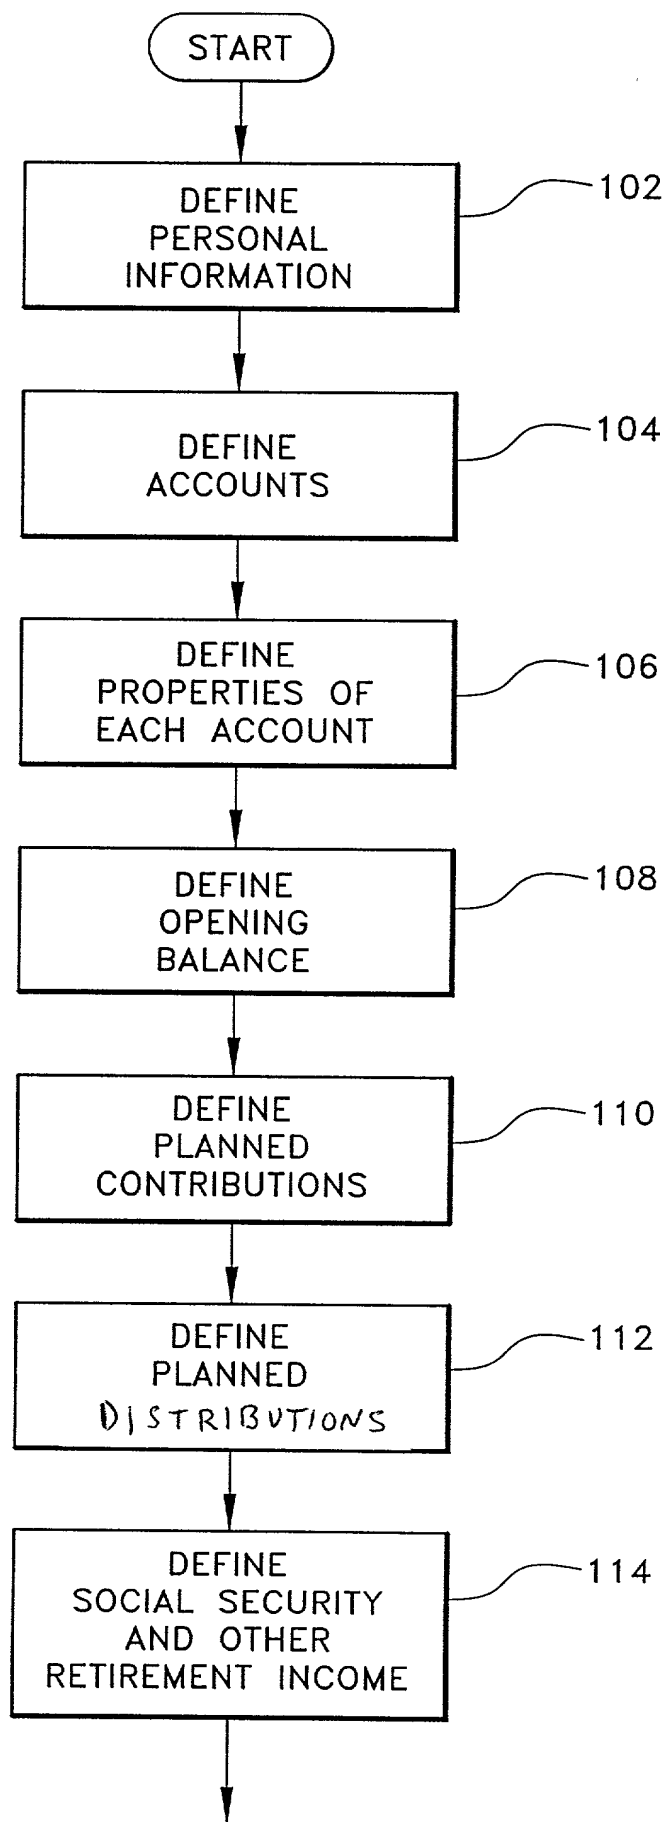 START
DEFINE
PERSONAL
INFORMATION
102
DEFINE
ACCOUNTS
104
DEFINE
PROPERTIES OF
EACH ACCOUNT
106
DEFINE
OPENING
BALANCE
108
DEFINE
PLANNED
CONTRIBUTIONS
110
DEFINE
PLANNED
DISTRIBUTIONS
112
DEFINE
SOCIAL SECURITY
AND OTHER
RETIREMENT INCOME
114